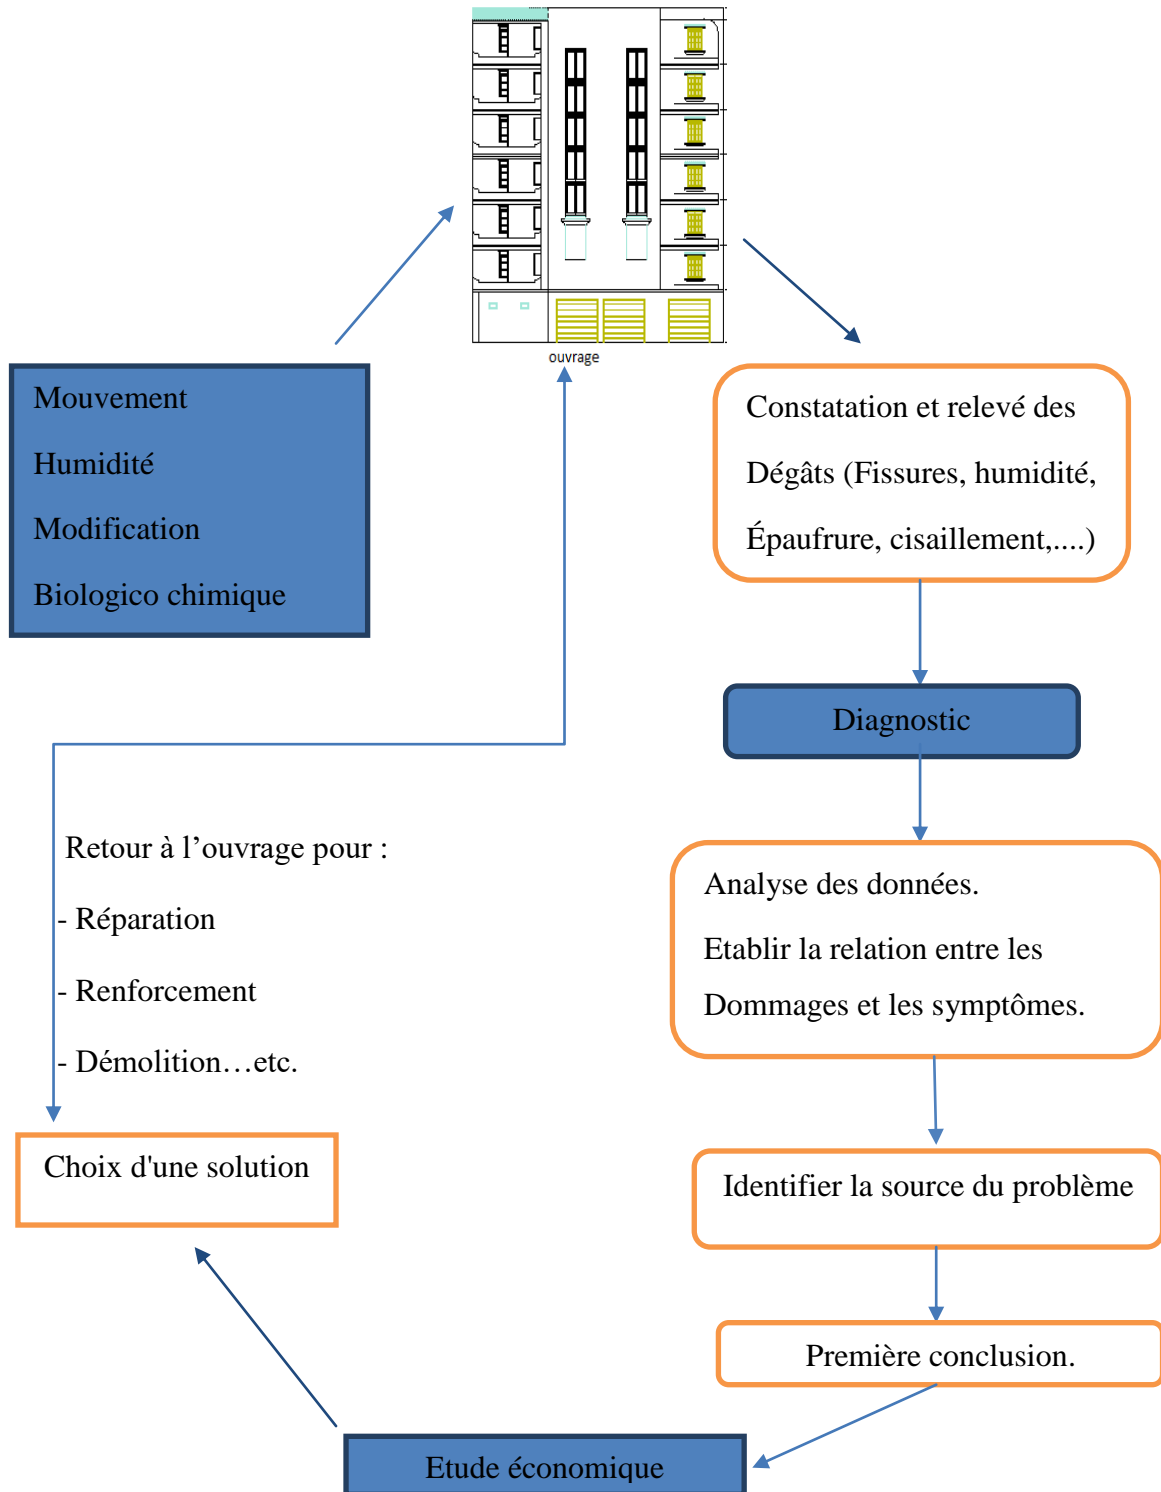 ouvrage
Mouvement
Humidité
Modification
Biologico chimique
Constatation et relevé des
Dégâts (Fissures, humidité,
Épaufrure, cisaillement,....)
Diagnostic
Analyse des données.
Etablir la relation entre les
Dommages et les symptômes.
Identifier la source du problème
Première conclusion.
Etude économique
Choix d'une solution
Retour à l’ouvrage pour :
- Réparation
- Renforcement
- Démolition…etc.